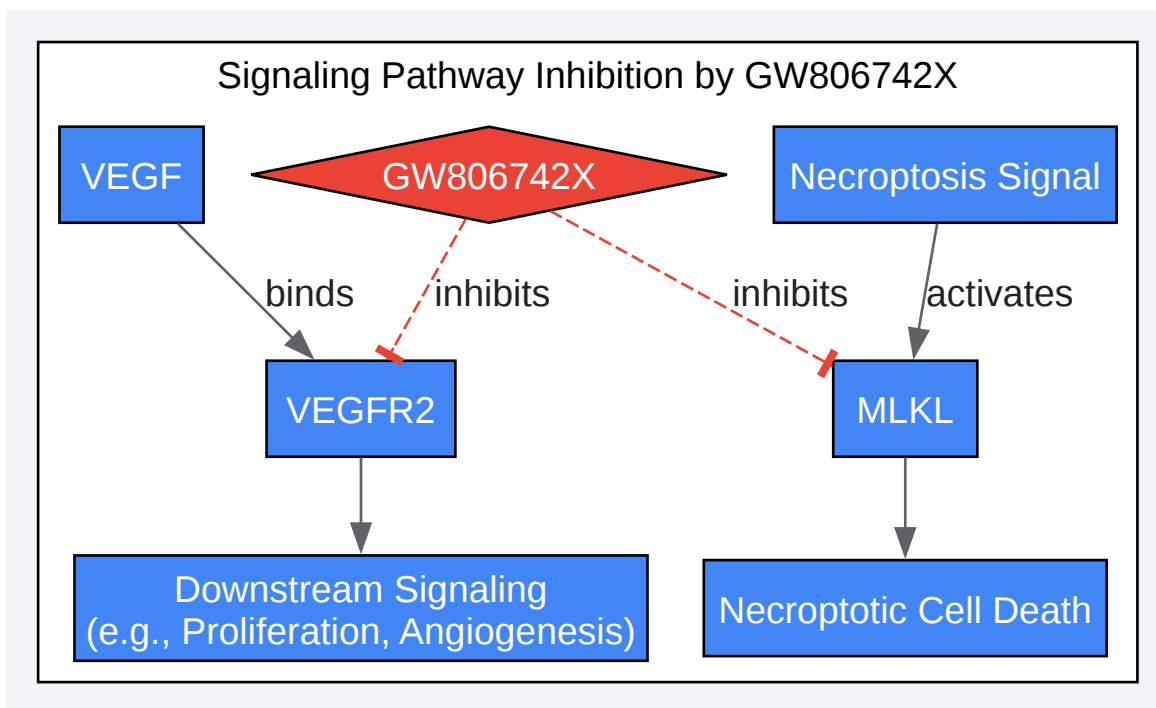 Signaling Pathway Inhibition by GW806742X
VEGF
GW806742X
Necroptosis Signal
binds
inhibits
inhibits
activates
VEGFR2
MLKL
Downstream Signaling
(e.g., Proliferation, Angiogenesis)
Necroptotic Cell Death